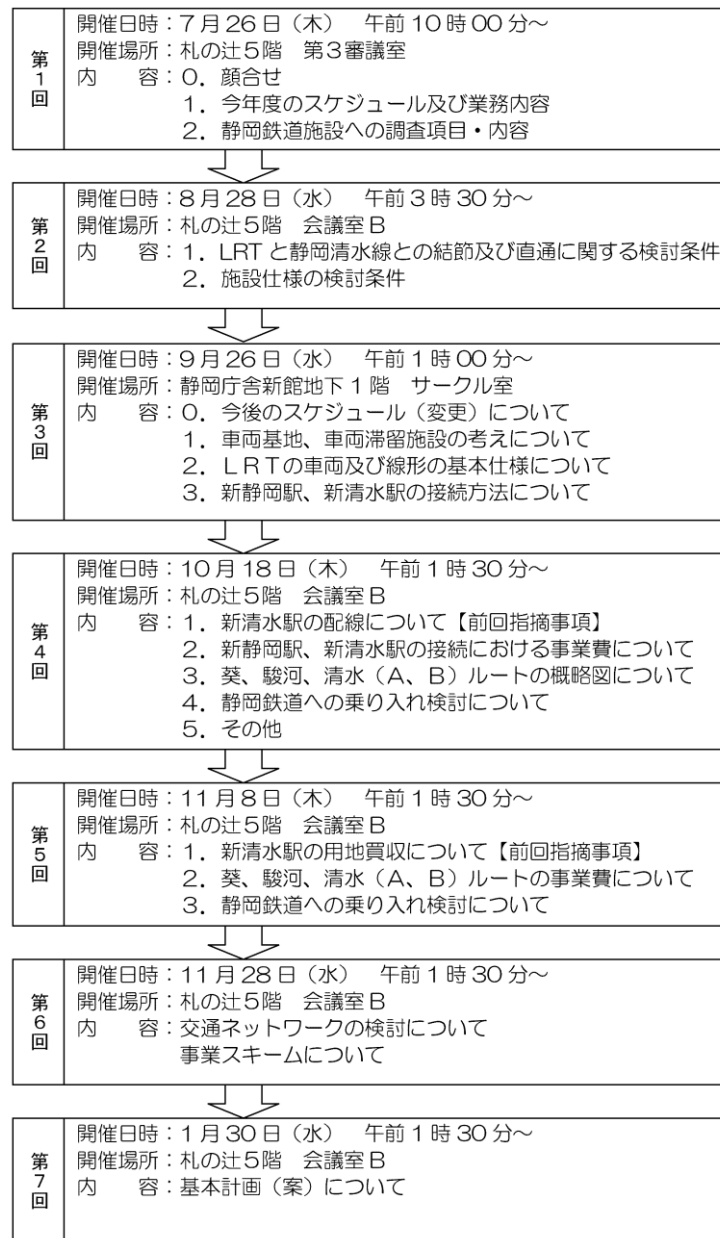 第1回
開催日時：7月26日（木）　午前10時00分～
開催場所：札の辻5階　第3審議室
内　　容：0．顔合せ
1．今年度のスケジュール及び業務内容
2．静岡鉄道施設への調査項目・内容
第2回
開催日時：8月28日（水）　午前3時30分～
開催場所：札の辻5階　会議室B
内　　容：1．LRTと静岡清水線との結節及び直通に関する検討条件
2．施設仕様の検討条件
第3回
開催日時：9月26日（水）　午前1時00分～
開催場所：静岡庁舎新館地下1階　サークル室
内　　容：0．今後のスケジュール（変更）について
1．車両基地、車両滞留施設の考えについて
2．ＬＲＴの車両及び線形の基本仕様について
3．新静岡駅、新清水駅の接続方法について
第4回
開催日時：10月18日（木）　午前1時30分～
開催場所：札の辻5階　会議室B
内　　容：1．新清水駅の配線について【前回指摘事項】
2．新静岡駅、新清水駅の接続における事業費について
3．葵、駿河、清水（A、B）ルートの概略図について
4．静岡鉄道への乗り入れ検討について
5．その他
第5回
開催日時：11月8日（木）　午前1時30分～
開催場所：札の辻5階　会議室B
内　　容：1．新清水駅の用地買収について【前回指摘事項】
2．葵、駿河、清水（A、B）ルートの事業費について
3．静岡鉄道への乗り入れ検討について
第6回
開催日時：11月28日（水）　午前1時30分～
開催場所：札の辻5階　会議室B
内　　容：交通ネットワークの検討について
事業スキームについて
第7回
開催日時：1月30日（水）　午前1時30分～
開催場所：札の辻5階　会議室B
内　　容：基本計画（案）について